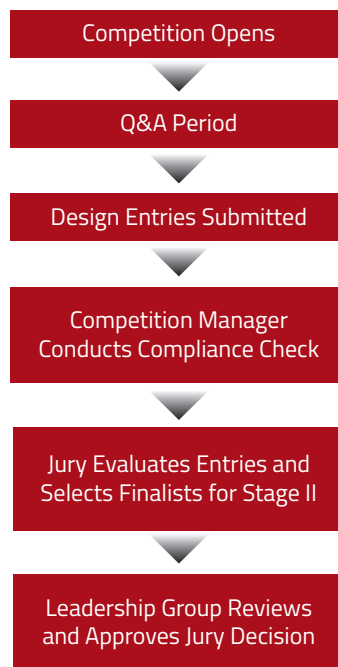 Competition Opens
Q&A Period
Design Entries Submitted
Competition Manager
Conducts Compliance Check
Jury Evaluates Entries and
Selects Finalists for Stage II
Leadership Group Reviews
and Approves Jury Decision